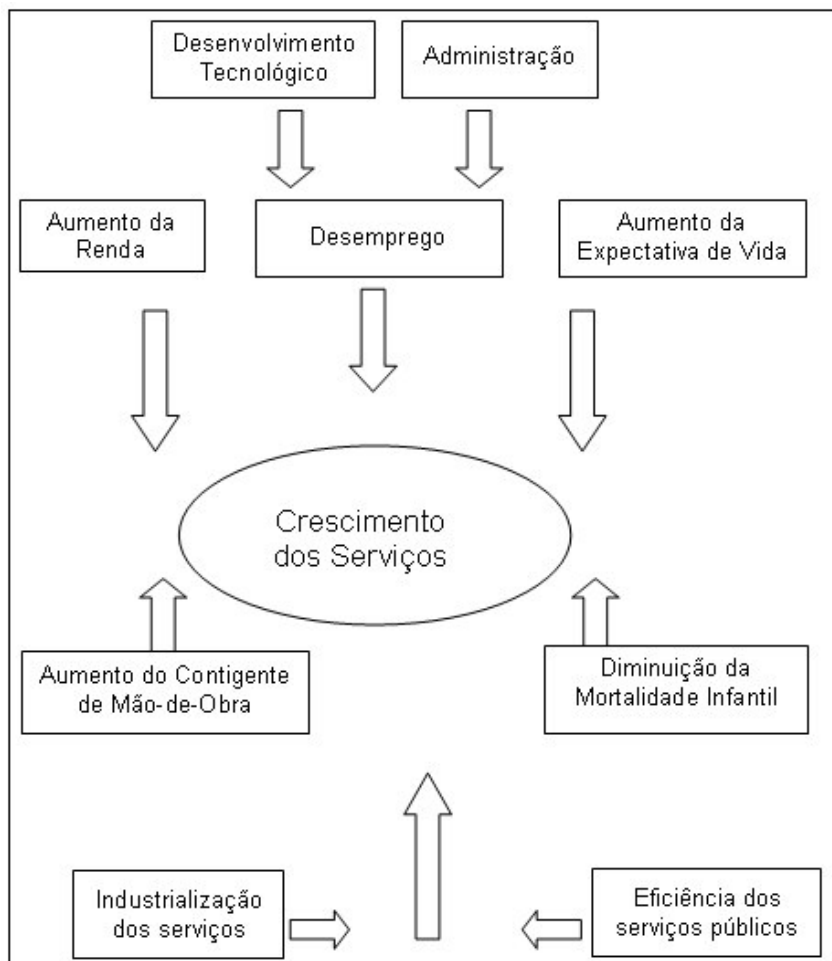 Desenvolvimento
Tecnológico
Administração
Aumento da
Renda
Desemprego
Aumento da
Expectativa de Vida
Crescimento
dos Serviços
Aumento do Contigente
de Mão-de-Obra
Diminuição da
Mortalidade Infantil
Industrialização
dos serviços
Eficiência dos
serviços públicos